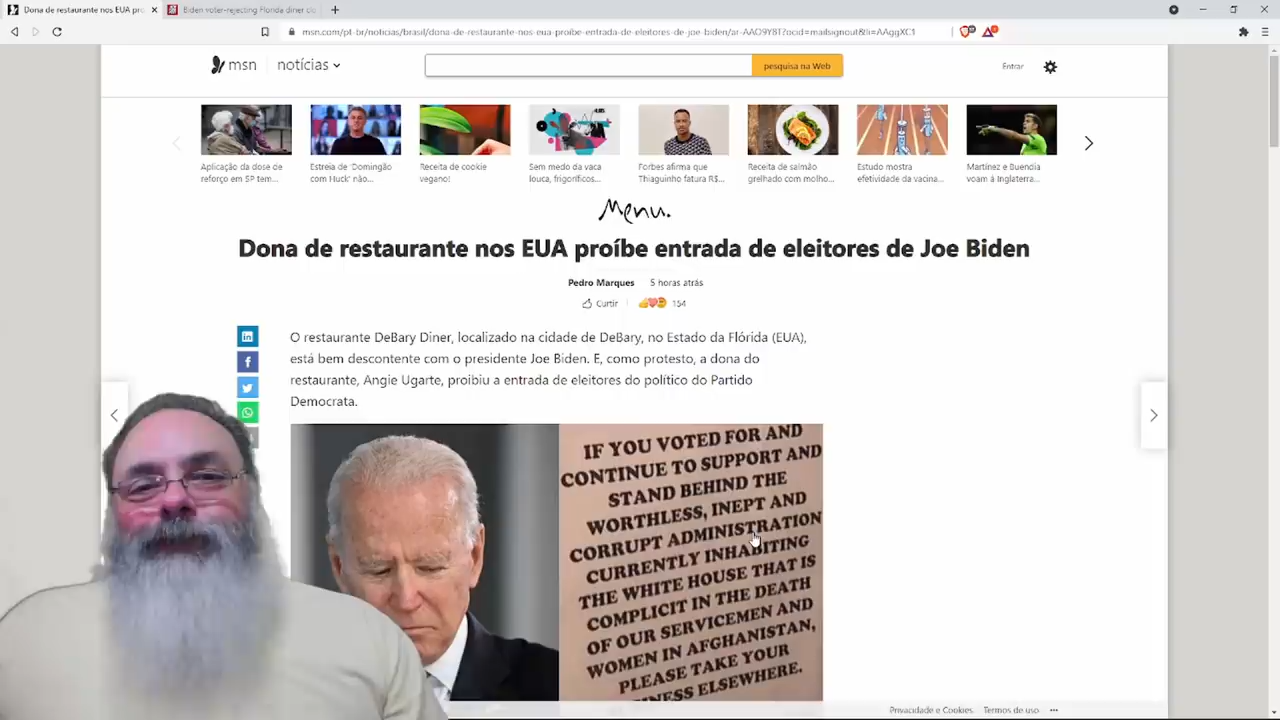 Dona de restaurante nos EUA pro
Biden voter-rejecting Florida diner clo
msn.com/pt-br/noticias/brasil/dona-de-restaurante-nos-eua-proibe-entrada-de-eleitores-de-joe-biden/ar-AAO9Y8T?ocid=mailsignout&li=AAggXC1
msn
notícias
pesquisa na Web
Entrar
Aplicação da dose de
reforço em SP tem...
Estreia de 'Domingão
com Huck' não...
Receita de cookie
vegano!
Sem medo da vaca
louca, frigoríficos...
Forbes afirma que
Thiaguinho fatura R$...
Receita de salmão
grelhado com molho...
Estudo mostra
efetividade da vacina...
Martínez e Buendia
voam à Inglaterra...
Menu.
Dona de restaurante nos EUA proíbe entrada de eleitores de Joe Biden
Pedro Marques 5 horas atrás
Curtir 154
O restaurante DeBary Diner, localizado na cidade de DeBary, no Estado da Flórida (EUA),
está bem descontente com o presidente Joe Biden. E, como protesto, a dona do
restaurante, Angie Ugarte, proibiu a entrada de eleitores do político do Partido
Democrata.
IF YOU VOTED FOR AND
CONTINUE TO SUPPORT AND
STAND BEHIND THE
WORTHLESS, INEPT AND
CORRUPT ADMINISTRATION
CURRENTLY INHABITING
THE WHITE HOUSE THAT IS
COMPLICIT IN THE DEATH
OF OUR SERVICEMEN AND
WOMEN IN AFGHANISTAN,
PLEASE TAKE YOUR
INESS ELSEWHERE.
Privacidade e Cookies Termos de uso